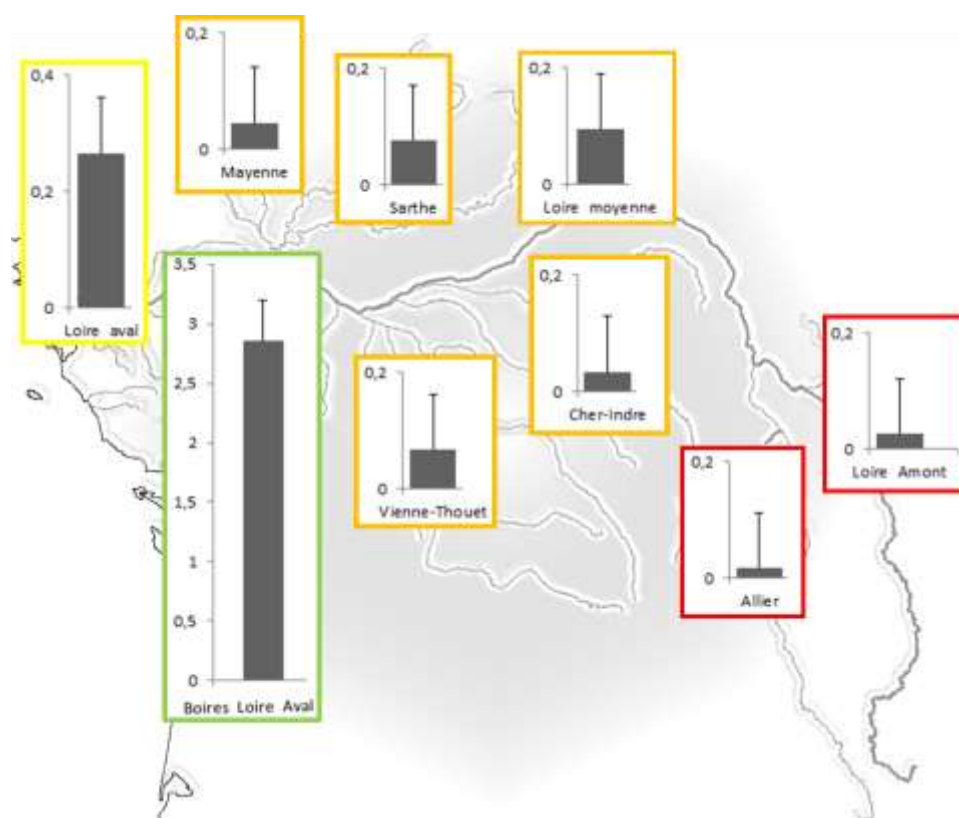 0,4
0,2
0
Loire aval
0,2
0
Mayenne
0,2
0
Sarthe
0,2
0
Loire moyenne
3,5
3
2,5
2
1,5
1
0,5
0
Boires Loire Aval
0,2
0
Vienne-Thouet
0,2
0
Cher-Indre
0,2
0
Allier
0,2
0
Loire Amont